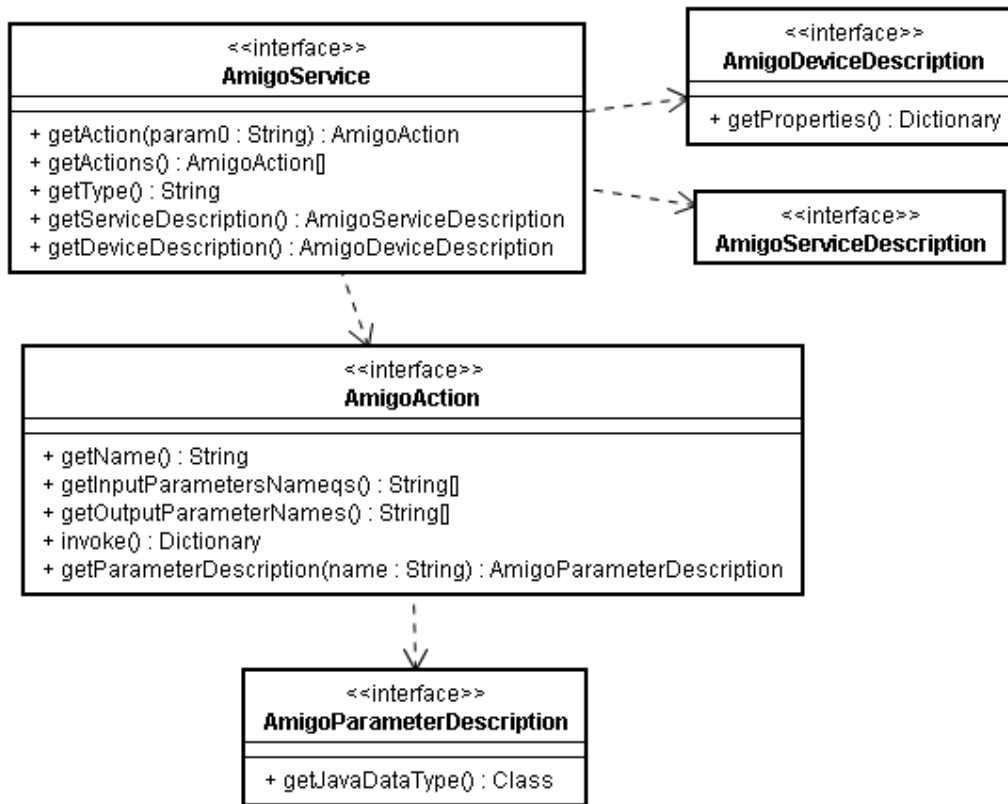 <<interface>>
AmigoService
+ getAction(param0 : String) : AmigoAction
+ getActions() : AmigoAction[]
+ getType() : String
+ getServiceDescription() : AmigoServiceDescription
+ getDeviceDescription() : AmigoDeviceDescription
<<interface>>
AmigoDeviceDescription
+ getProperties() : Dictionary
<<interface>>
AmigoServiceDescription
<<interface>>
AmigoAction
+ getName() : String
+ getInputParametersNameqs() : String[]
+ getOutputParameterNames() : String[]
+ invoke() : Dictionary
+ getParameterDescription(name : String) : AmigoParameterDescription
<<interface>>
AmigoParameterDescription
+ getJavaDataType() : Class